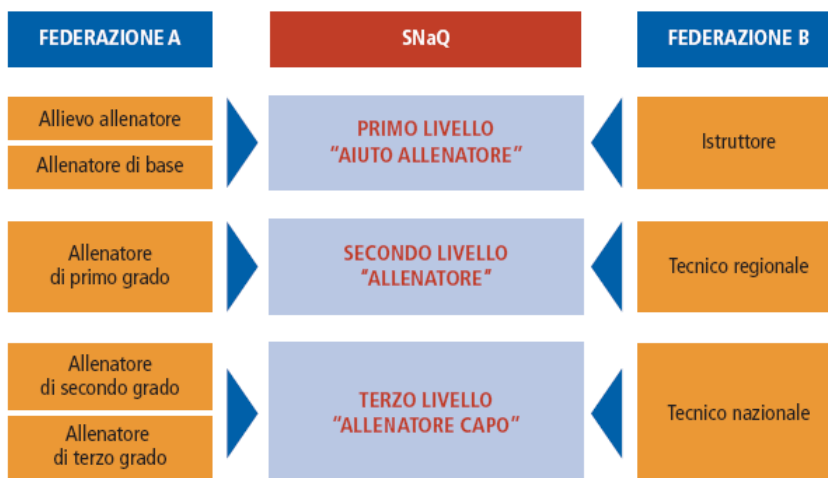 FEDERAZIONE A
SNaQ
FEDERAZIONE B
Allievo allenatore
Allenatore di base
PRIMO LIVELLO
“AIUTO ALLENATORE”
Istruttore
Allenatore
di primo grado
SECONDO LIVELLO
“ALLENATORE”
Tecnico regionale
Allenatore
di secondo grado
Allenatore
di terzo grado
TERZO LIVELLO
“ALLENATORE CAPO”
Tecnico nazionale